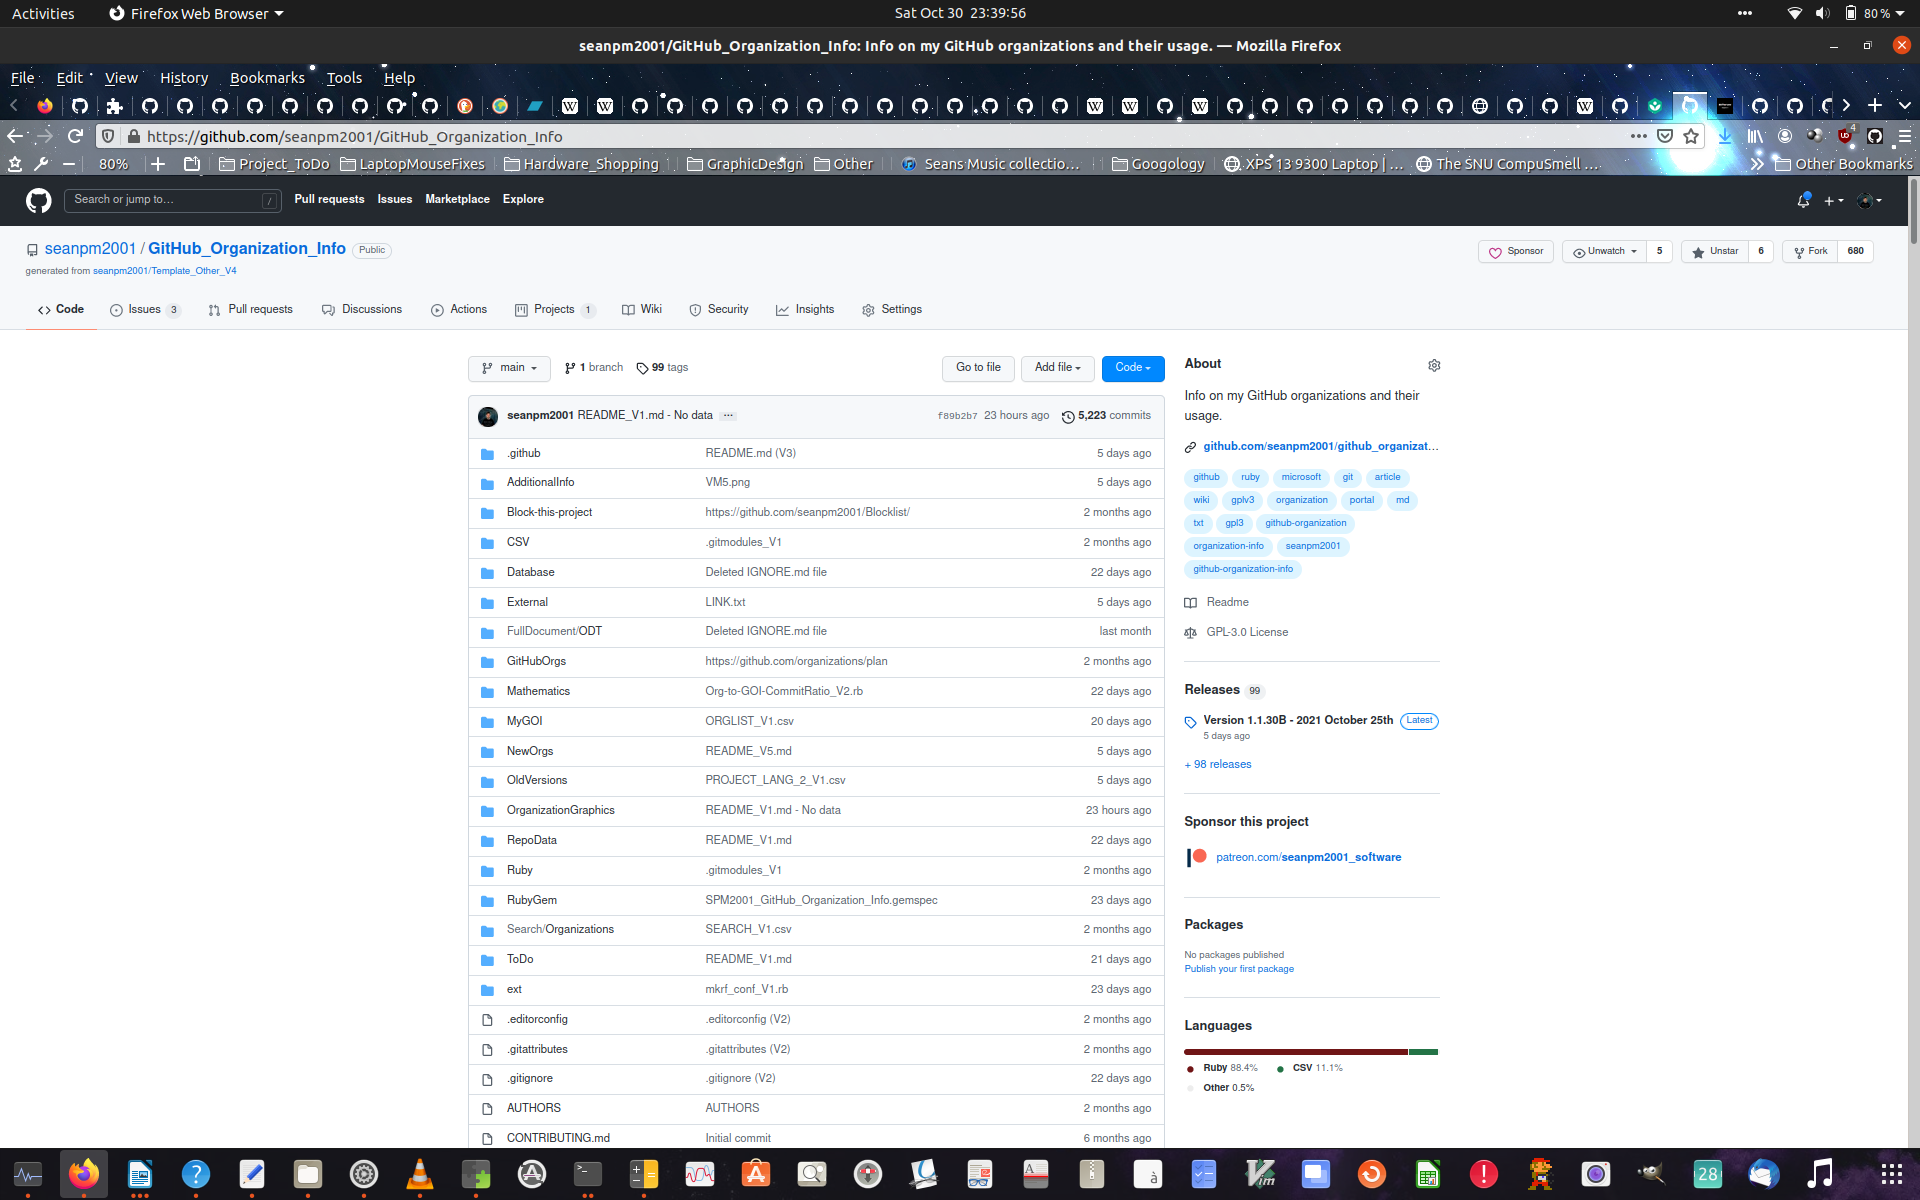 Activities Firefox Web Browser Sat Oct 30 23:39:56 80 %
seanpm2001/GitHub_Organization_Info: Info on my GitHub organizations and their usage. — Mozilla Firefox
File Edit View History Bookmarks Tools Help
https://github.com/seanpm2001/GitHub_Organization_Info
80% Project_ToDo LaptopMouseFixes Hardware_Shopping GraphicDesign Other Seans Music collectio… Googology XPS 13 9300 Laptop | … The SNU CompuSmell … Other Bookmarks
Search or jump to… / Pull requests Issues Marketplace Explore
seanpm2001 / GitHub_Organization_Info Public Sponsor Unwatch 5 Unstar 6 Fork 680
generated from seanpm2001/Template_Other_V4
Code Issues 3 Pull requests Discussions Actions Projects 1 Wiki Security Insights Settings
main 1 branch 99 tags Go to file Add file Code
seanpm2001 README_V1.md - No data ... f89b2b7 23 hours ago 5,223 commits
.github README.md (V3) 5 days ago
AdditionalInfo VM5.png 5 days ago
Block-this-project https://github.com/seanpm2001/Blocklist/ 2 months ago
CSV .gitmodules_V1 2 months ago
Database Deleted IGNORE.md file 22 days ago
External LINK.txt 5 days ago
FullDocument/ODT Deleted IGNORE.md file last month
GitHubOrgs https://github.com/organizations/plan 2 months ago
Mathematics Org-to-GOI-CommitRatio_V2.rb 22 days ago
MyGOI ORGLIST_V1.csv 20 days ago
NewOrgs README_V5.md 5 days ago
OldVersions PROJECT_LANG_2_V1.csv 5 days ago
OrganizationGraphics README_V1.md - No data 23 hours ago
RepoData README_V1.md 22 days ago
Ruby .gitmodules_V1 2 months ago
RubyGem SPM2001_GitHub_Organization_Info.gemspec 23 days ago
Search/Organizations SEARCH_V1.csv 2 months ago
ToDo README_V1.md 21 days ago
ext mkrf_conf_V1.rb 23 days ago
.editorconfig .editorconfig (V2) 2 months ago
.gitattributes .gitattributes (V2) 2 months ago
.gitignore .gitignore (V2) 22 days ago
AUTHORS AUTHORS 2 months ago
CONTRIBUTING.md Initial commit 6 months ago
About
Info on my GitHub organizations and their
usage.
github.com/seanpm2001/github_organizat…
github ruby microsoft git article
wiki gplv3 organization portal md
txt gpl3 github-organization
organization-info seanpm2001
github-organization-info
Readme
GPL-3.0 License
Releases 99
Version 1.1.30B - 2021 October 25th Latest
5 days ago
+ 98 releases
Sponsor this project
patreon.com/seanpm2001_software
Packages
No packages published
Publish your first package
Languages
Ruby 88.4% CSV 11.1%
Other 0.5%
28